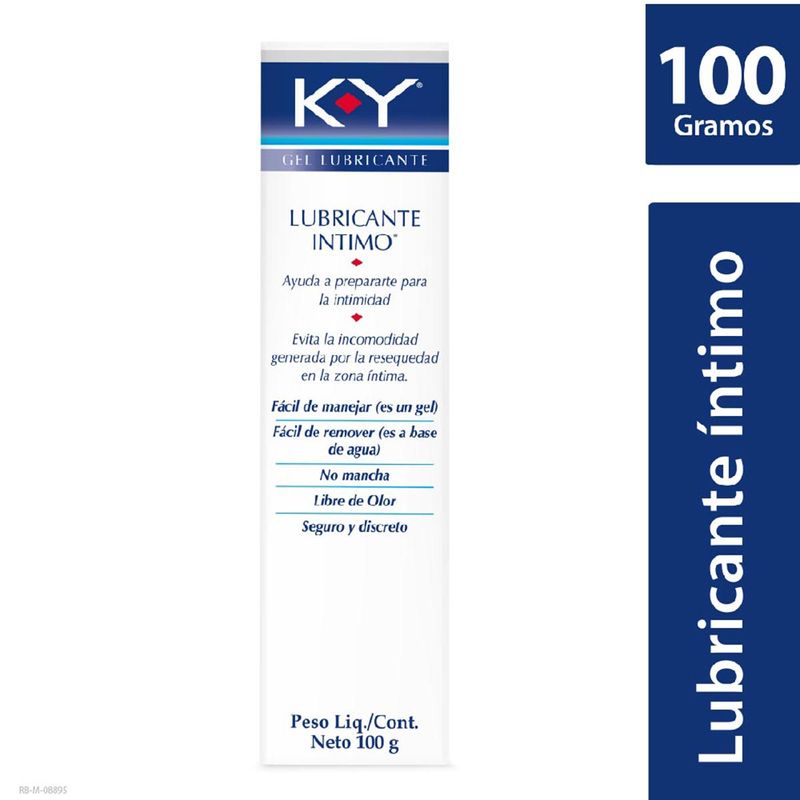 K-Y®
GEL LUBRICANTE
LUBRICANTE
INTIMO*
Ayuda a prepararte para
la intimidad
Evita la incomodidad
generada por la resequedad
en la zona íntima.
Fácil de manejar (es un gel)
Fácil de remover (es a base
de agua)
No mancha
Libre de Olor
Seguro y discreto
Peso Liq./Cont.
Neto 100 g
100
Gramos
Lubricante íntimo
RB-M-08895